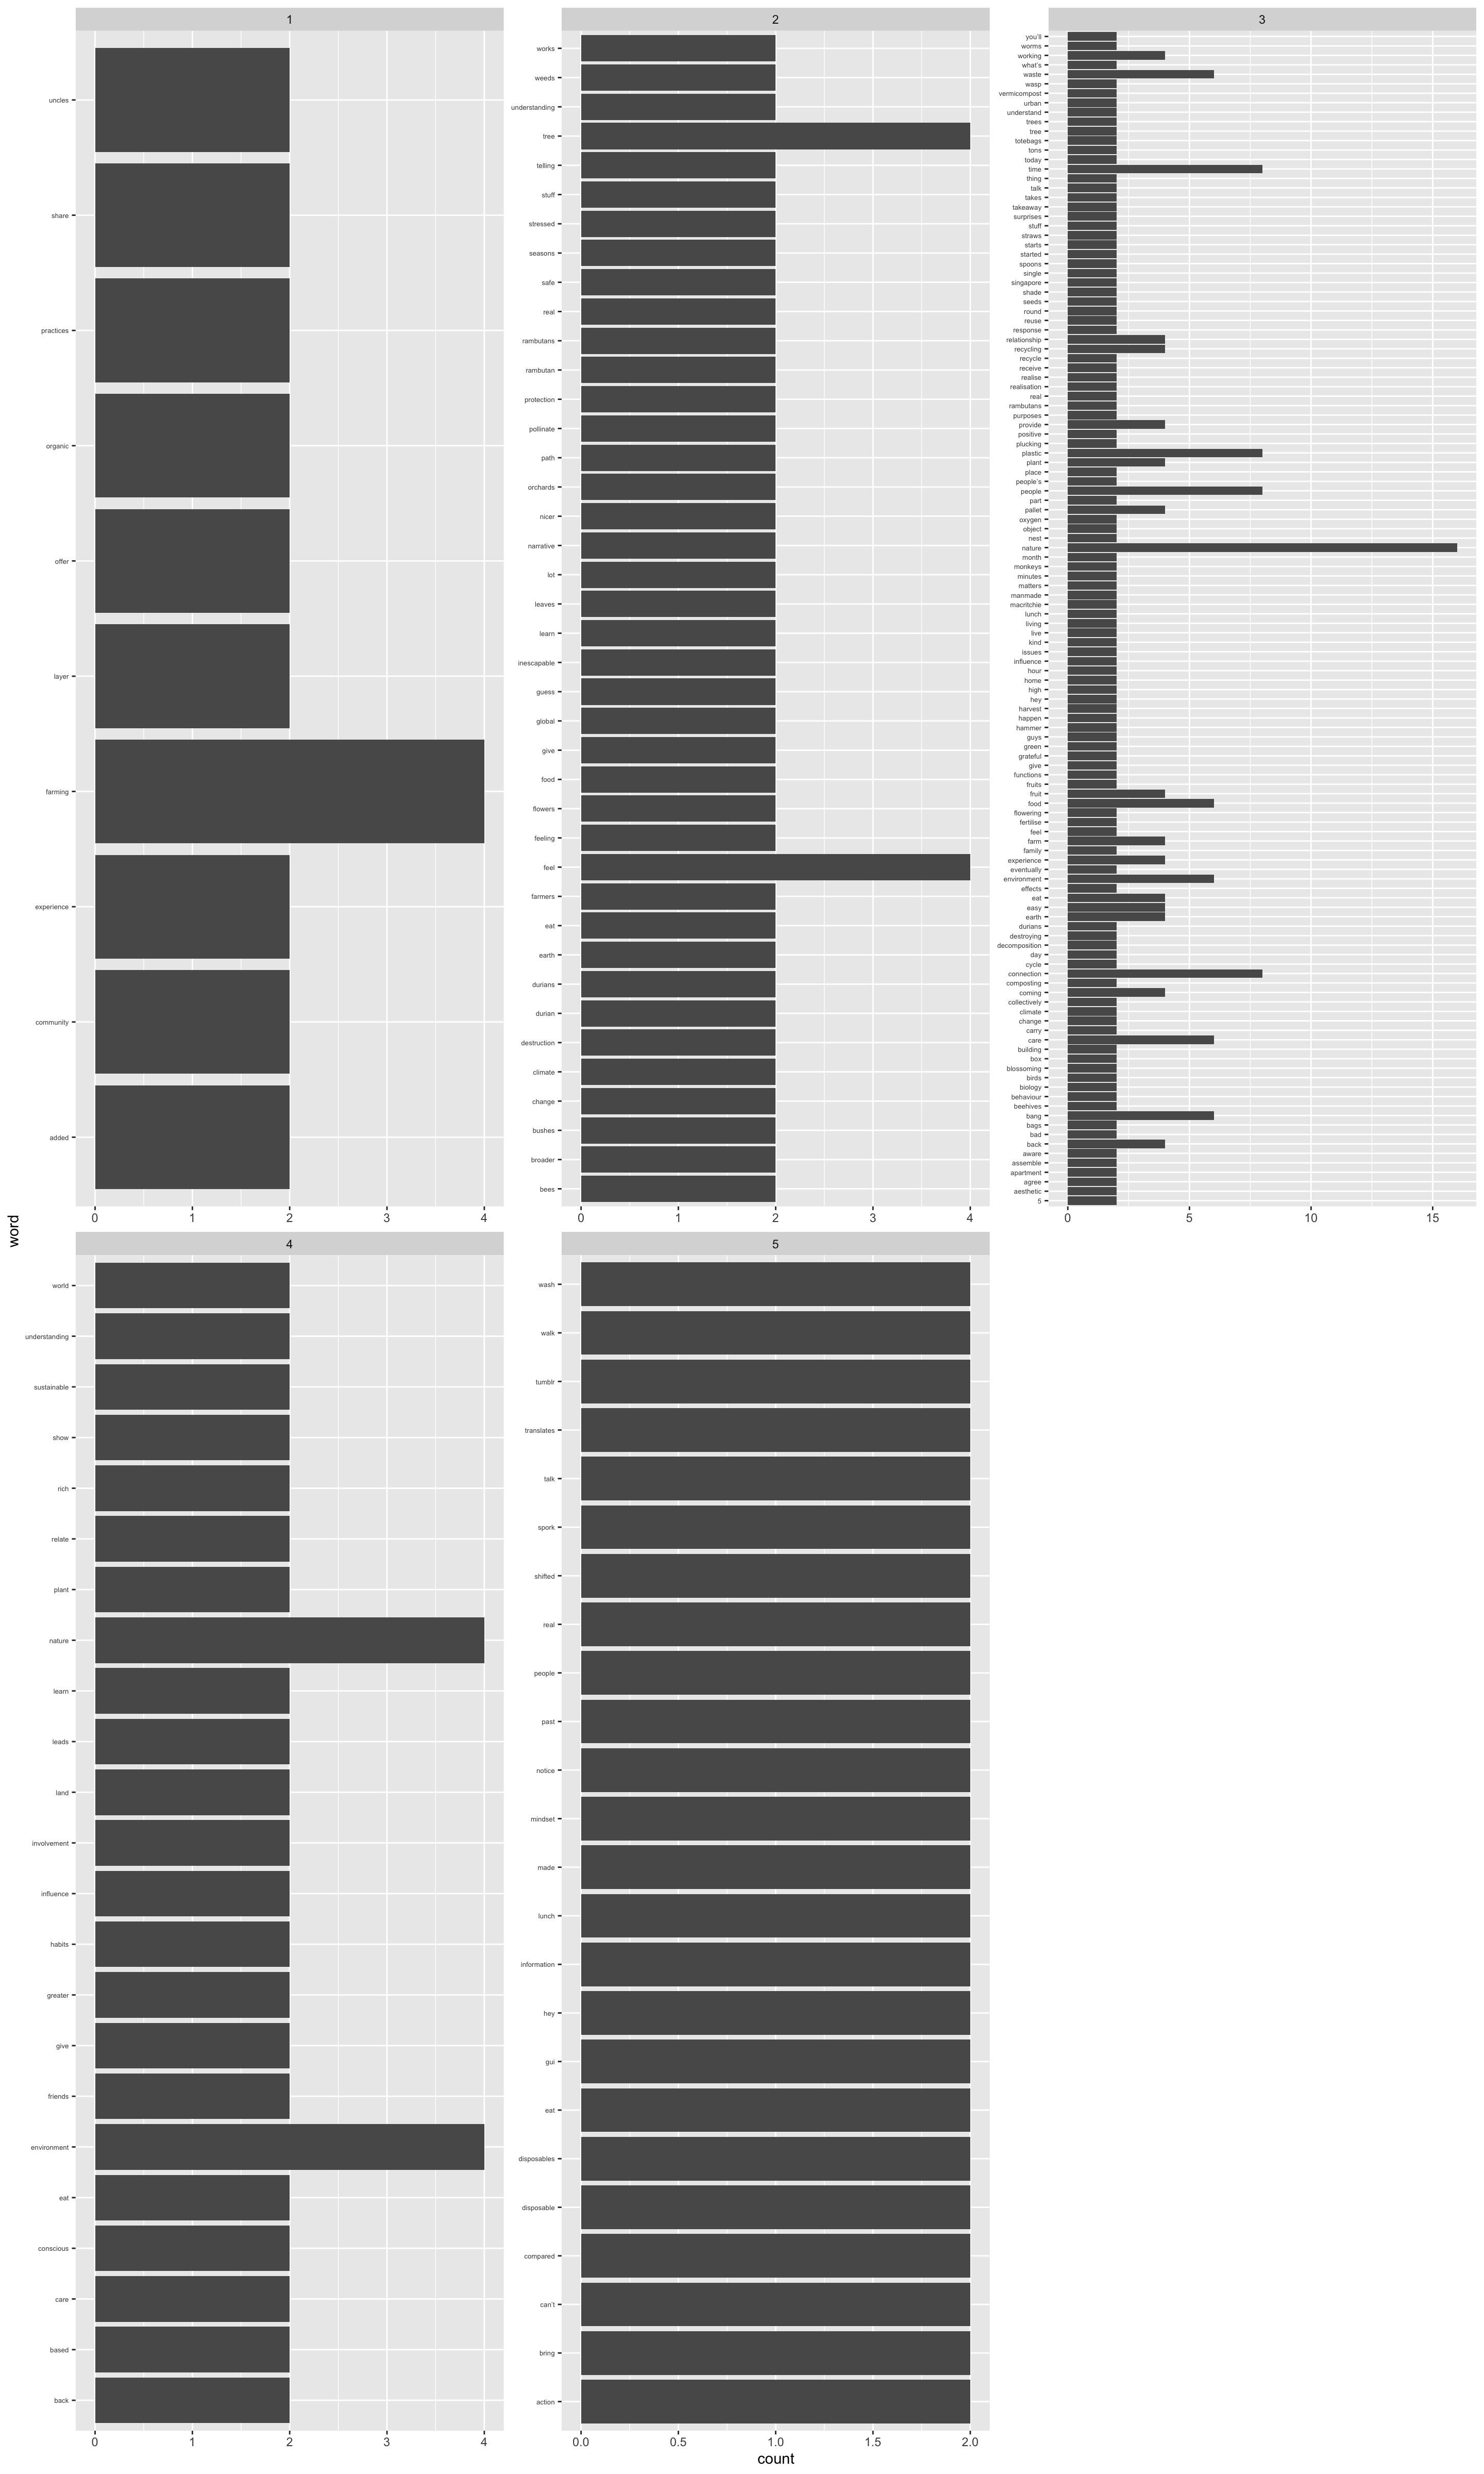 word
1
uncles
share
practices
organic
offer
layer
farming
experience
community
added
0 1 2 3 4
2
works
weeds
understanding
tree
telling
stuff
stressed
seasons
safe
real
rambutans
rambutan
protection
pollinate
path
orchards
nicer
narrative
lot
leaves
learn
inescapable
guess
global
give
food
flowers
feeling
feel
farmers
eat
earth
durians
durian
destruction
climate
change
bushes
broader
bees
0 1 2 3 4
3
you'll
worms
working
what's
waste
wasp
vermicompost
urban
understand
trees
tree
totebags
tons
today
time
thing
talk
takes
takeaway
surprises
stuff
straws
starts
started
spoons
single
singapore
shade
seeds
round
reuse
response
relationship
recycling
recycle
receive
realise
realisation
real
rambutans
purposes
provide
positive
plucking
plastic
plant
place
people's
people
part
pallet
oxygen
object
nest
nature
month
monkeys
minutes
matters
manmade
macritchie
lunch
living
live
kind
issues
influence
hour
home
high
hey
harvest
happen
hammer
guys
green
grateful
give
functions
fruits
fruit
food
flowering
fertilise
feel
farm
family
experience
eventually
environment
effects
eat
easy
earth
durians
destroying
decomposition
day
cycle
connection
composting
coming
collectively
climate
change
carry
care
building
box
blossoming
birds
biology
behaviour
beehives
bang
bags
bad
back
aware
assemble
apartment
agree
aesthetic
5
0 5 10 15
4
world
understanding
sustainable
show
rich
relate
plant
nature
learn
leads
land
involvement
influence
habits
greater
give
friends
environment
eat
conscious
care
based
back
0 1 2 3 4
5
wash
walk
tumblr
translates
talk
spork
shifted
real
people
past
notice
mindset
made
lunch
information
hey
gui
eat
disposables
disposable
compared
can't
bring
action
0.0 0.5 1.0 1.5 2.0
count